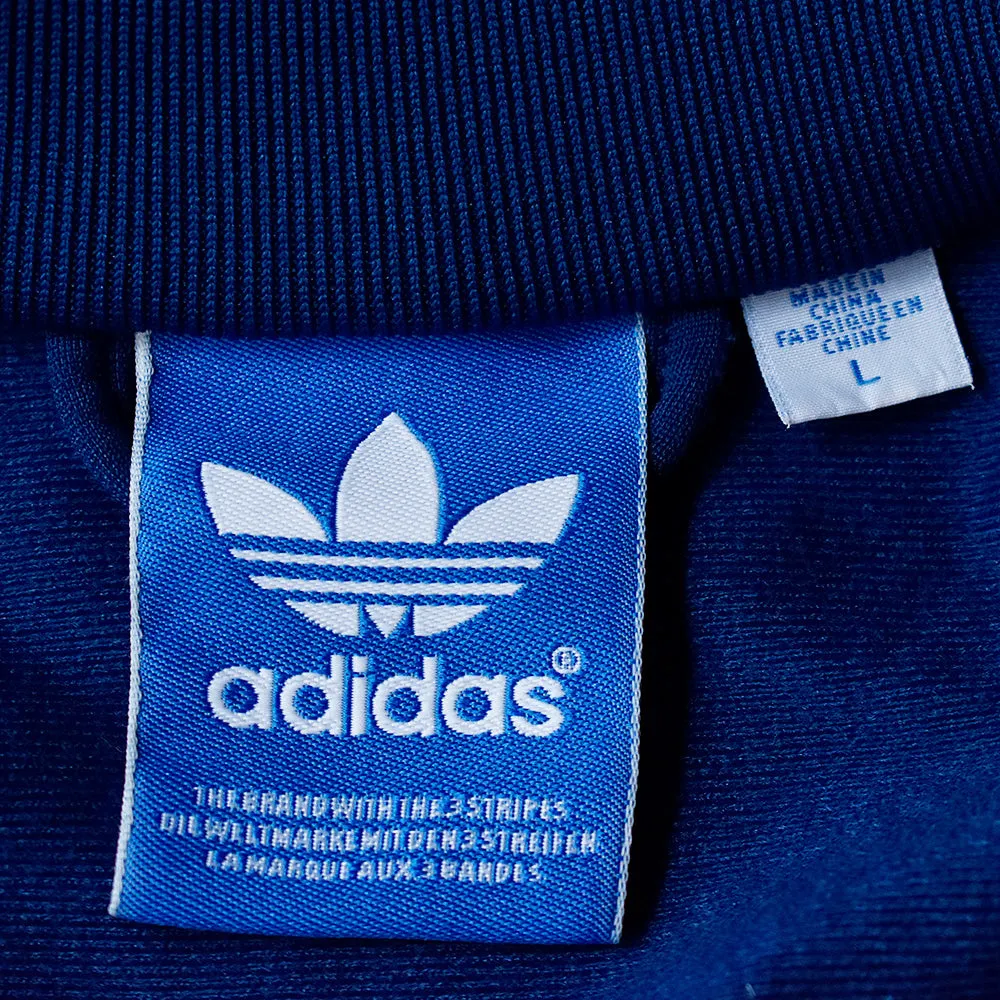 adidas®
THE BRAND WITH THE 3 STRIPES.
DIE WELTMARKE MIT DEN 3 STREIFEN
LA MARQUE AUX 3 BANDES.
MADE IN
CHINA
FABRIQUE EN
CHINE
L